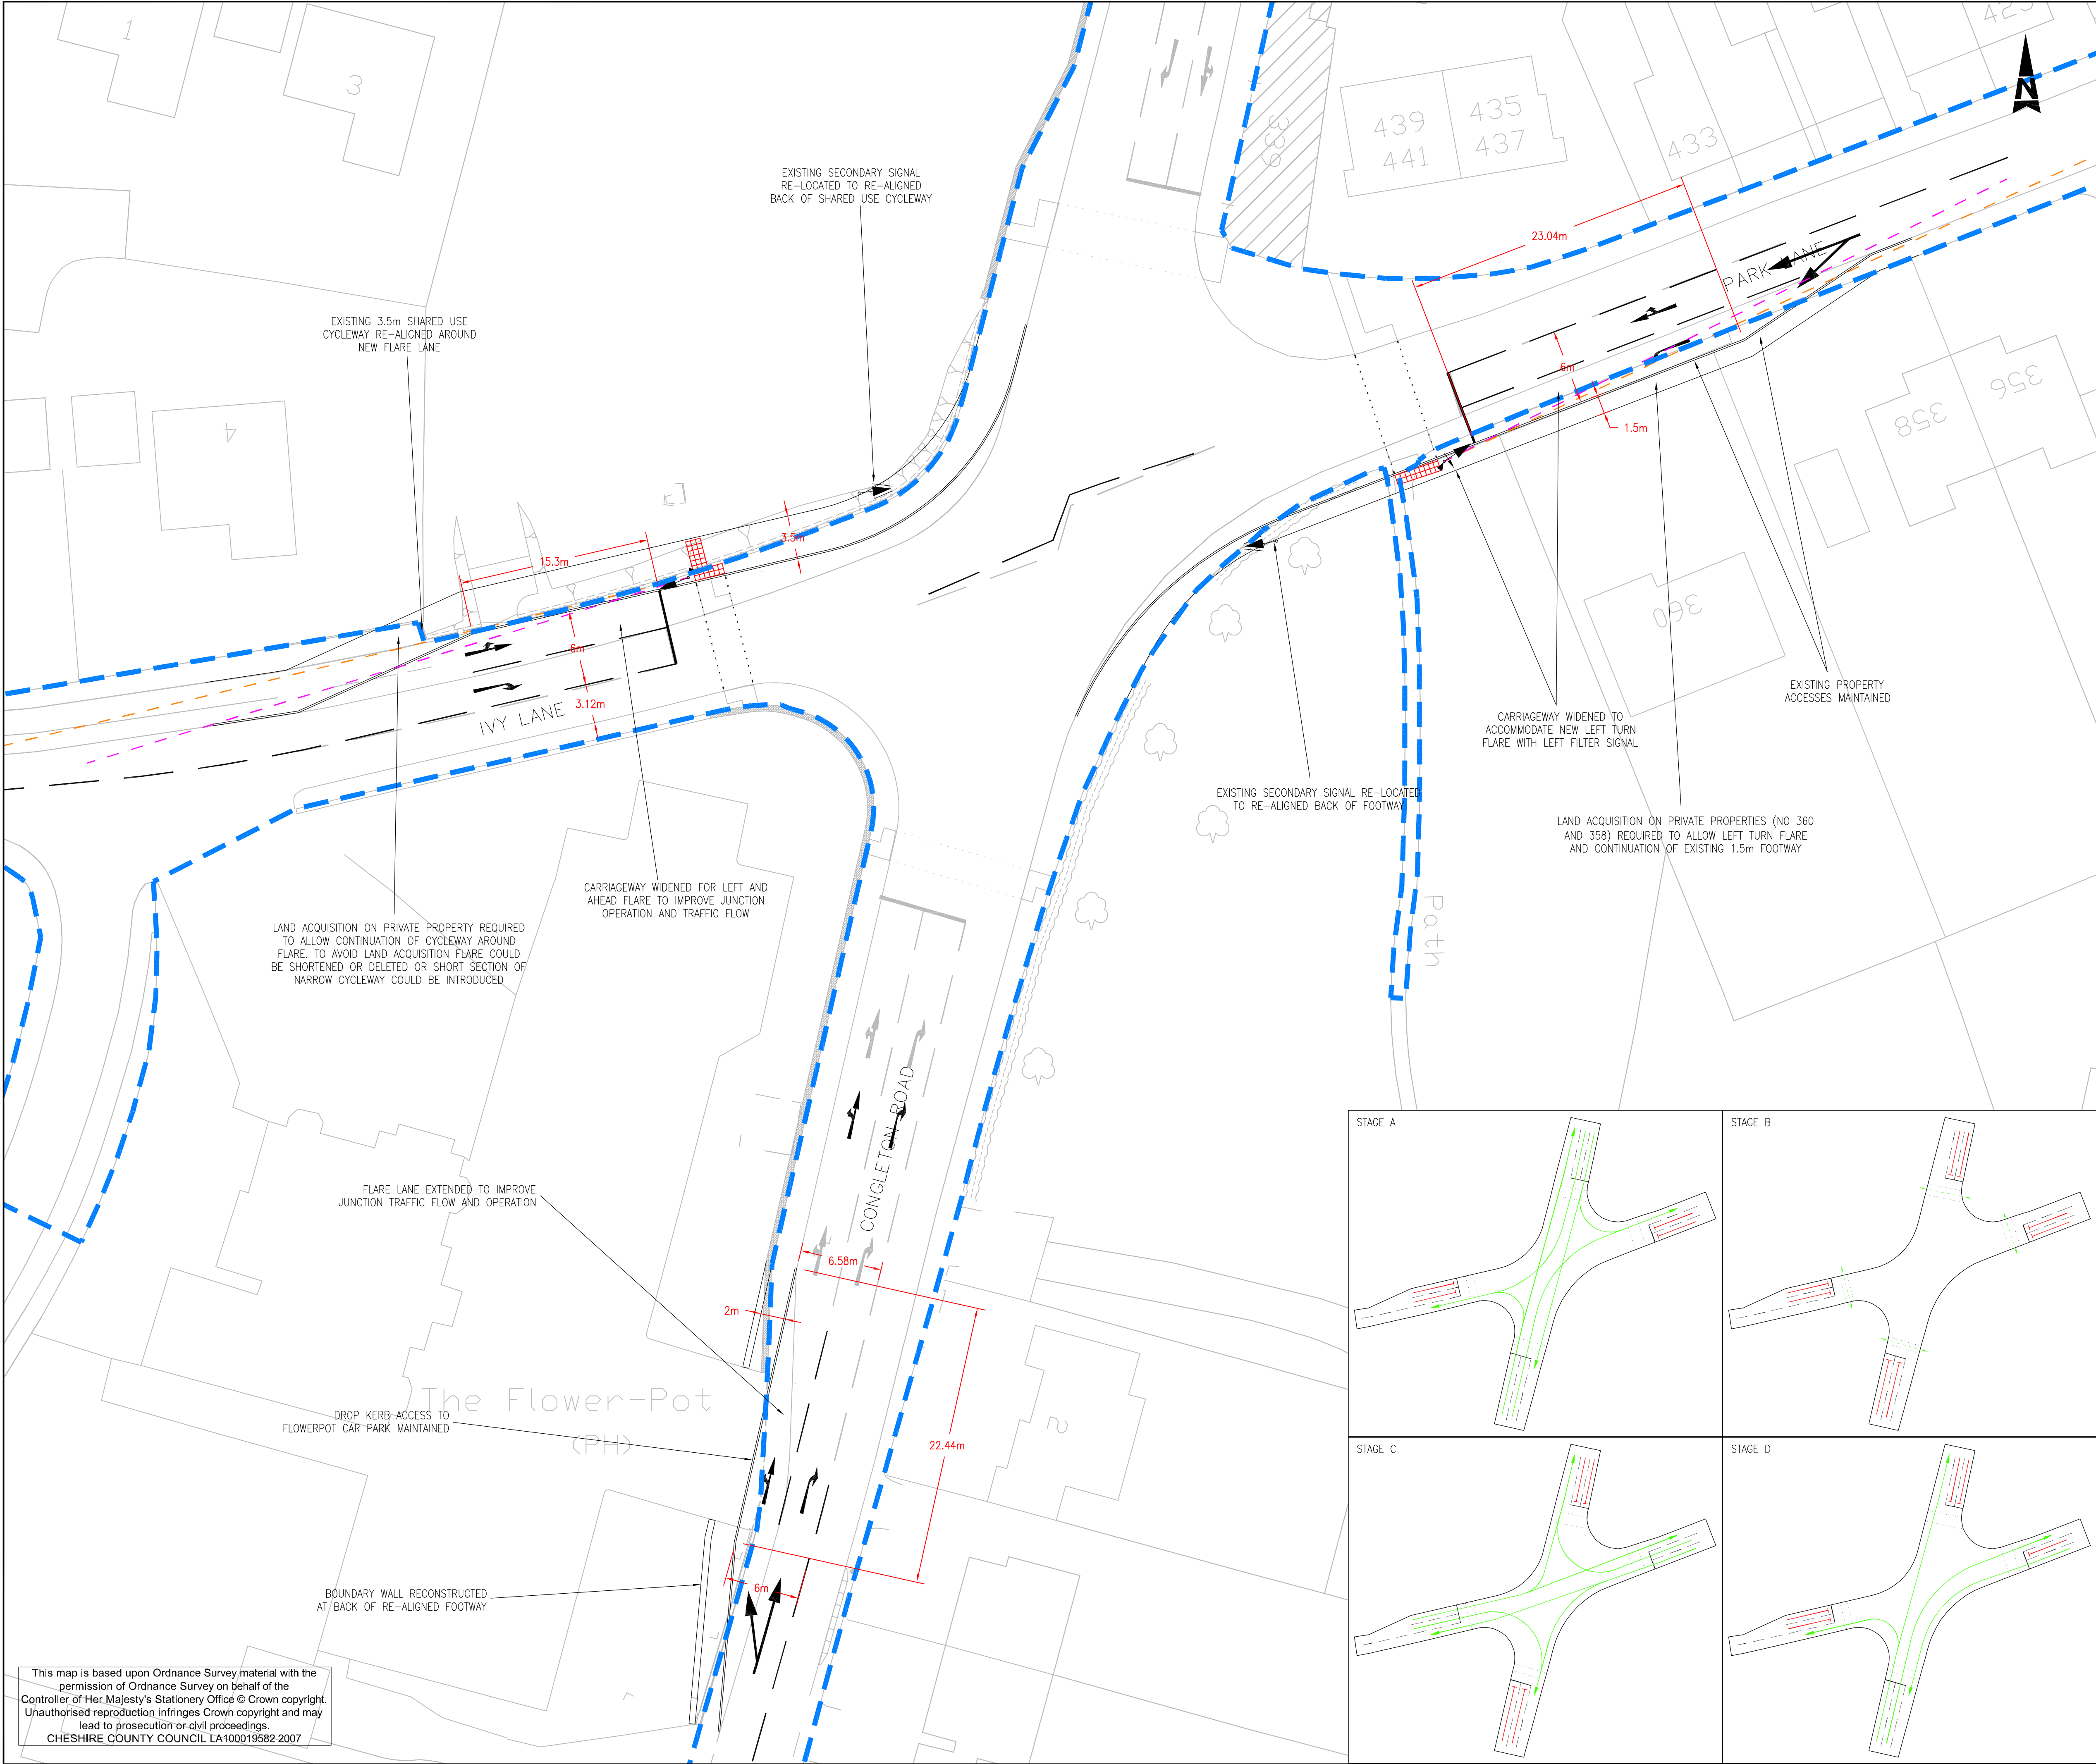 1
3
4
423
N
439
441
435
437
433
EXISTING SECONDARY SIGNAL
RE-LOCATED TO RE-ALIGNED
BACK OF SHARED USE CYCLEWAY
23.04m
PARK LANE
EXISTING 3.5m SHARED USE
CYCLEWAY RE-ALIGNED AROUND
NEW FLARE LANE
6m
1.5m
358
356
360
15.3m
3.5m
6m
3.12m
IVY LANE
EXISTING PROPERTY
ACCESSES MAINTAINED
CARRIAGEWAY WIDENED TO
ACCOMMODATE NEW LEFT TURN
FLARE WITH LEFT FILTER SIGNAL
EXISTING SECONDARY SIGNAL RE-LOCATED
TO RE-ALIGNED BACK OF FOOTWAY
LAND ACQUISITION ON PRIVATE PROPERTIES (NO 360
AND 358) REQUIRED TO ALLOW LEFT TURN FLARE
AND CONTINUATION OF EXISTING 1.5m FOOTWAY
CARRIAGEWAY WIDENED FOR LEFT AND
AHEAD FLARE TO IMPROVE JUNCTION
OPERATION AND TRAFFIC FLOW
LAND ACQUISITION ON PRIVATE PROPERTY REQUIRED
TO ALLOW CONTINUATION OF CYCLEWAY AROUND
FLARE. TO AVOID LAND ACQUISITION FLARE COULD
BE SHORTENED OR DELETED OR SHORT SECTION OF
NARROW CYCLEWAY COULD BE INTRODUCED
Path
CONGLETON ROAD
FLARE LANE EXTENDED TO IMPROVE
JUNCTION TRAFFIC FLOW AND OPERATION
6.58m
2m
22.44m
2
The Flower-Pot
(PH)
DROP KERB ACCESS TO
FLOWERPOT CAR PARK MAINTAINED
6m
BOUNDARY WALL RECONSTRUCTED
AT BACK OF RE-ALIGNED FOOTWAY
STAGE A
STAGE B
STAGE C
STAGE D
This map is based upon Ordnance Survey material with the
permission of Ordnance Survey on behalf of the
Controller of Her Majesty's Stationery Office © Crown copyright.
Unauthorised reproduction infringes Crown copyright and may
lead to prosecution or civil proceedings.
CHESHIRE COUNTY COUNCIL LA100019582 2007